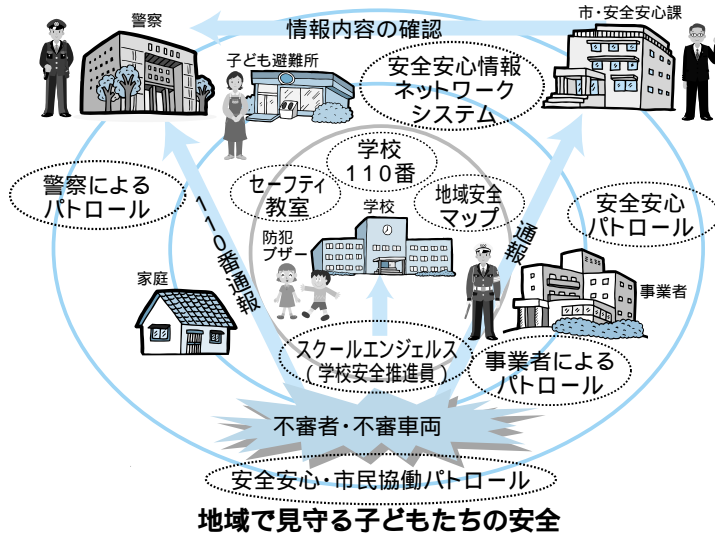 警察
情報内容の確認
市・安全安心課
子ども避難所
安全安心情報
ネットワーク
システム
学校
110番
警察による
パトロール
セーフティ
教室
地域安全
マップ
学校
安全安心
パトロール
110番通報
通報
防犯
ブザー
家庭
事業者
スクールエンジェルス
(学校安全推進員)
事業者による
パトロール
不審者・不審車両
安全安心・市民協働パトロール
地域で見守る子どもたちの安全